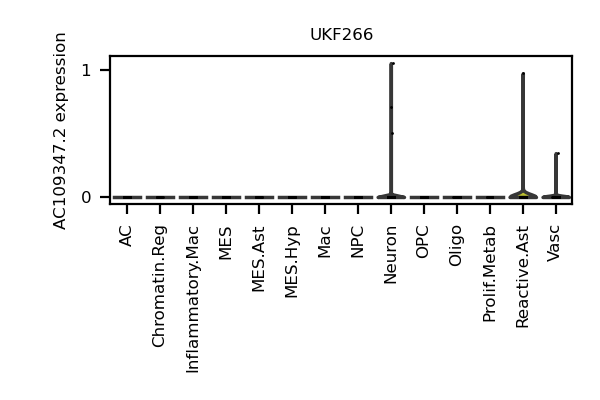 UKF266
AC109347.2 expression
1
0
AC
Chromatin.Reg
Inflammatory.Mac
MES
MES.Ast
MES.Hyp
Mac
NPC
Neuron
OPC
Oligo
Prolif.Metab
Reactive.Ast
Vasc